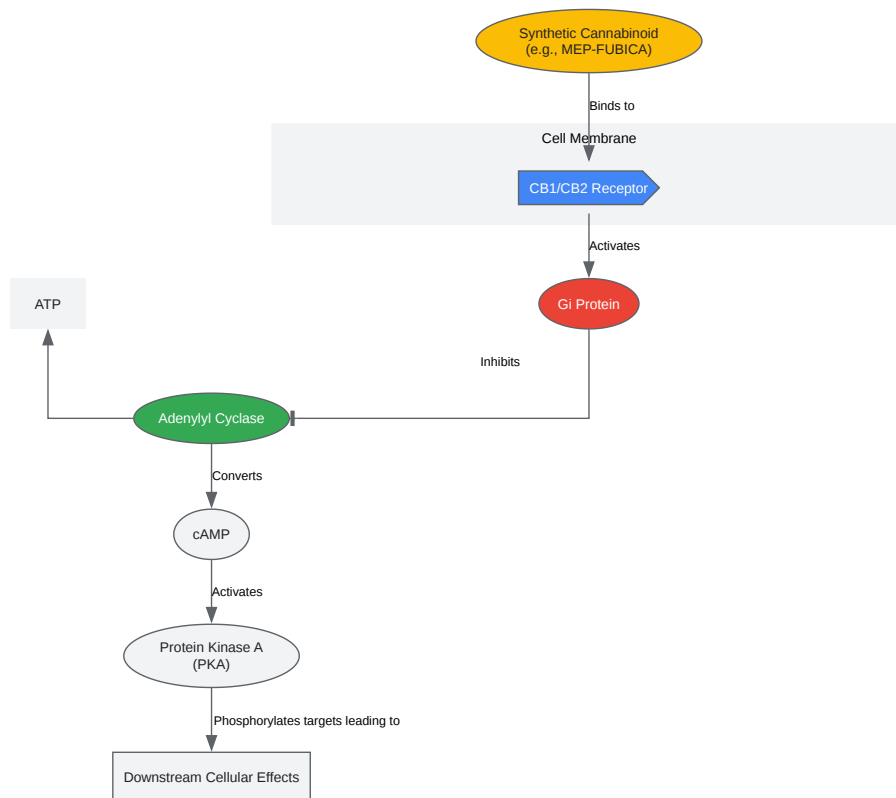 Synthetic Cannabinoid
(e.g., MEP-FUBICA)
Binds to
Cell Membrane
CB1/CB2 Receptor
Activates
ATP
Gi Protein
Inhibits
Adenylyl Cyclase
Converts
cAMP
Activates
Protein Kinase A
(PKA)
Phosphorylates targets leading to
Downstream Cellular Effects